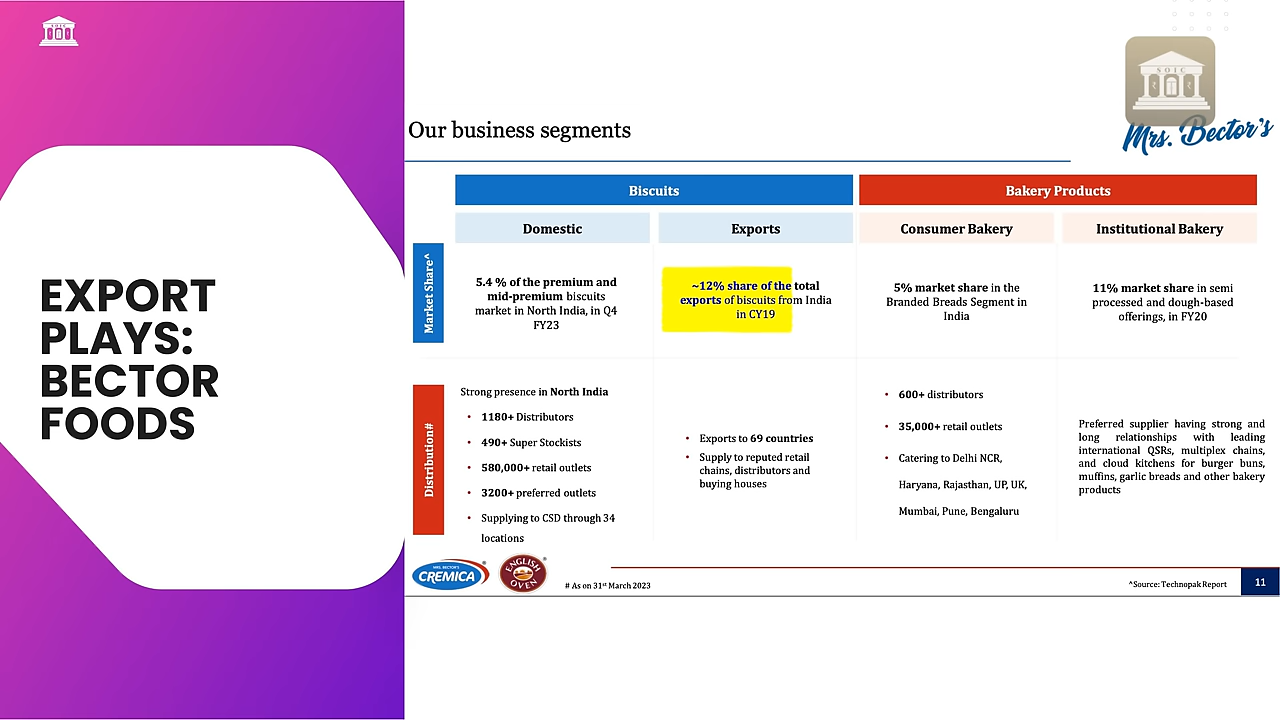 SOIC
EXPORT
PLAYS:
BECTOR
FOODS
SOIC
Mrs. Bector's
Our business segments
Biscuits
Bakery Products
Domestic
Exports
Consumer Bakery
Institutional Bakery
Market Share^
5.4 % of the premium and
mid-premium biscuits
market in North India, in Q4
FY23
~12% share of the total
exports of biscuits from India
in CY19
5% market share in the
Branded Breads Segment in
India
11% market share in semi
processed and dough-based
offerings, in FY20
Distribution#
Strong presence in North India
• 1180+ Distributors
• 490+ Super Stockists
• 580,000+ retail outlets
• 3200+ preferred outlets
• Supplying to CSD through 34
locations
• Exports to 69 countries
• Supply to reputed retail
chains, distributors and
buying houses
• 600+ distributors
• 35,000+ retail outlets
• Catering to Delhi NCR,
Haryana, Rajasthan, UP, UK,
Mumbai, Pune, Bengaluru
Preferred supplier having strong and
long relationships with leading
international QSRs, multiplex chains,
and cloud kitchens for burger buns,
muffins, garlic breads and other bakery
products
MRS. BECTOR'S
CREMICA
ENGLISH
OVEN
# As on 31st March 2023
^Source: Technopak Report
11